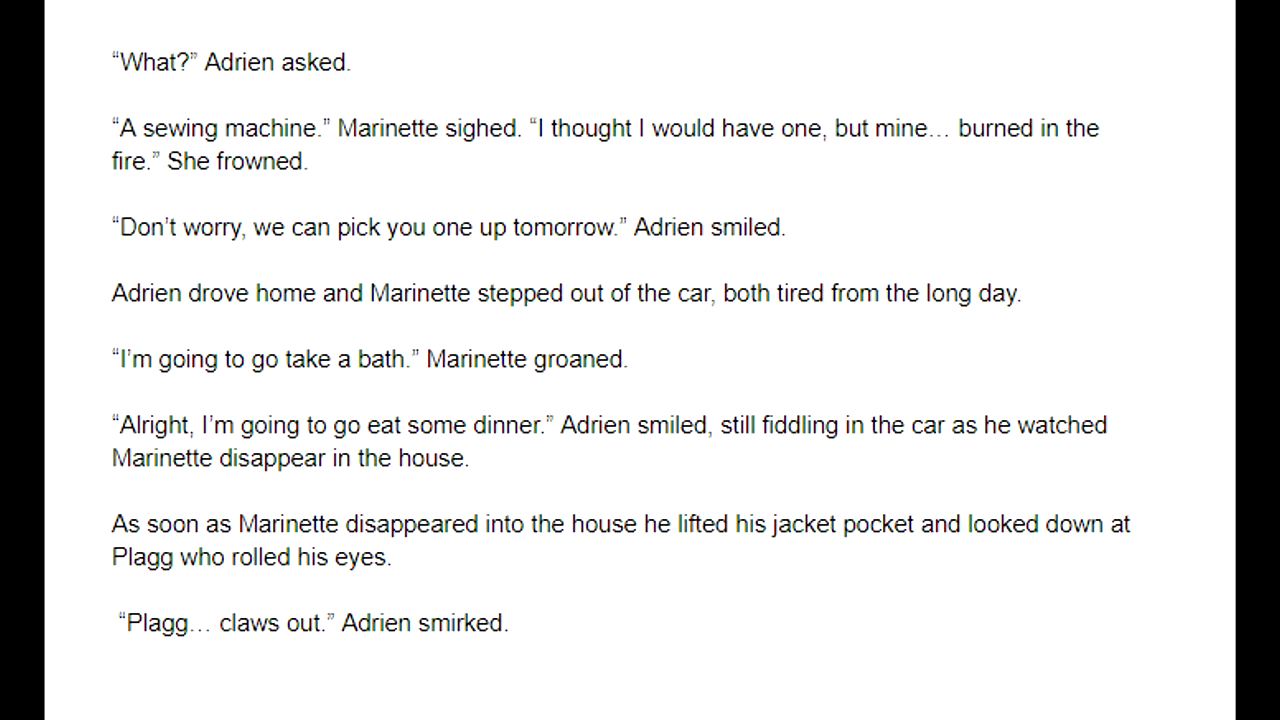 “What?” Adrien asked.
“A sewing machine.” Marinette sighed. “I thought I would have one, but mine… burned in the
fire.” She frowned.
“Don’t worry, we can pick you one up tomorrow.” Adrien smiled.
Adrien drove home and Marinette stepped out of the car, both tired from the long day.
“I’m going to go take a bath.” Marinette groaned.
“Alright, I’m going to go eat some dinner.” Adrien smiled, still fiddling in the car as he watched
Marinette disappear in the house.
As soon as Marinette disappeared into the house he lifted his jacket pocket and looked down at
Plagg who rolled his eyes.
“Plagg… claws out.” Adrien smirked.